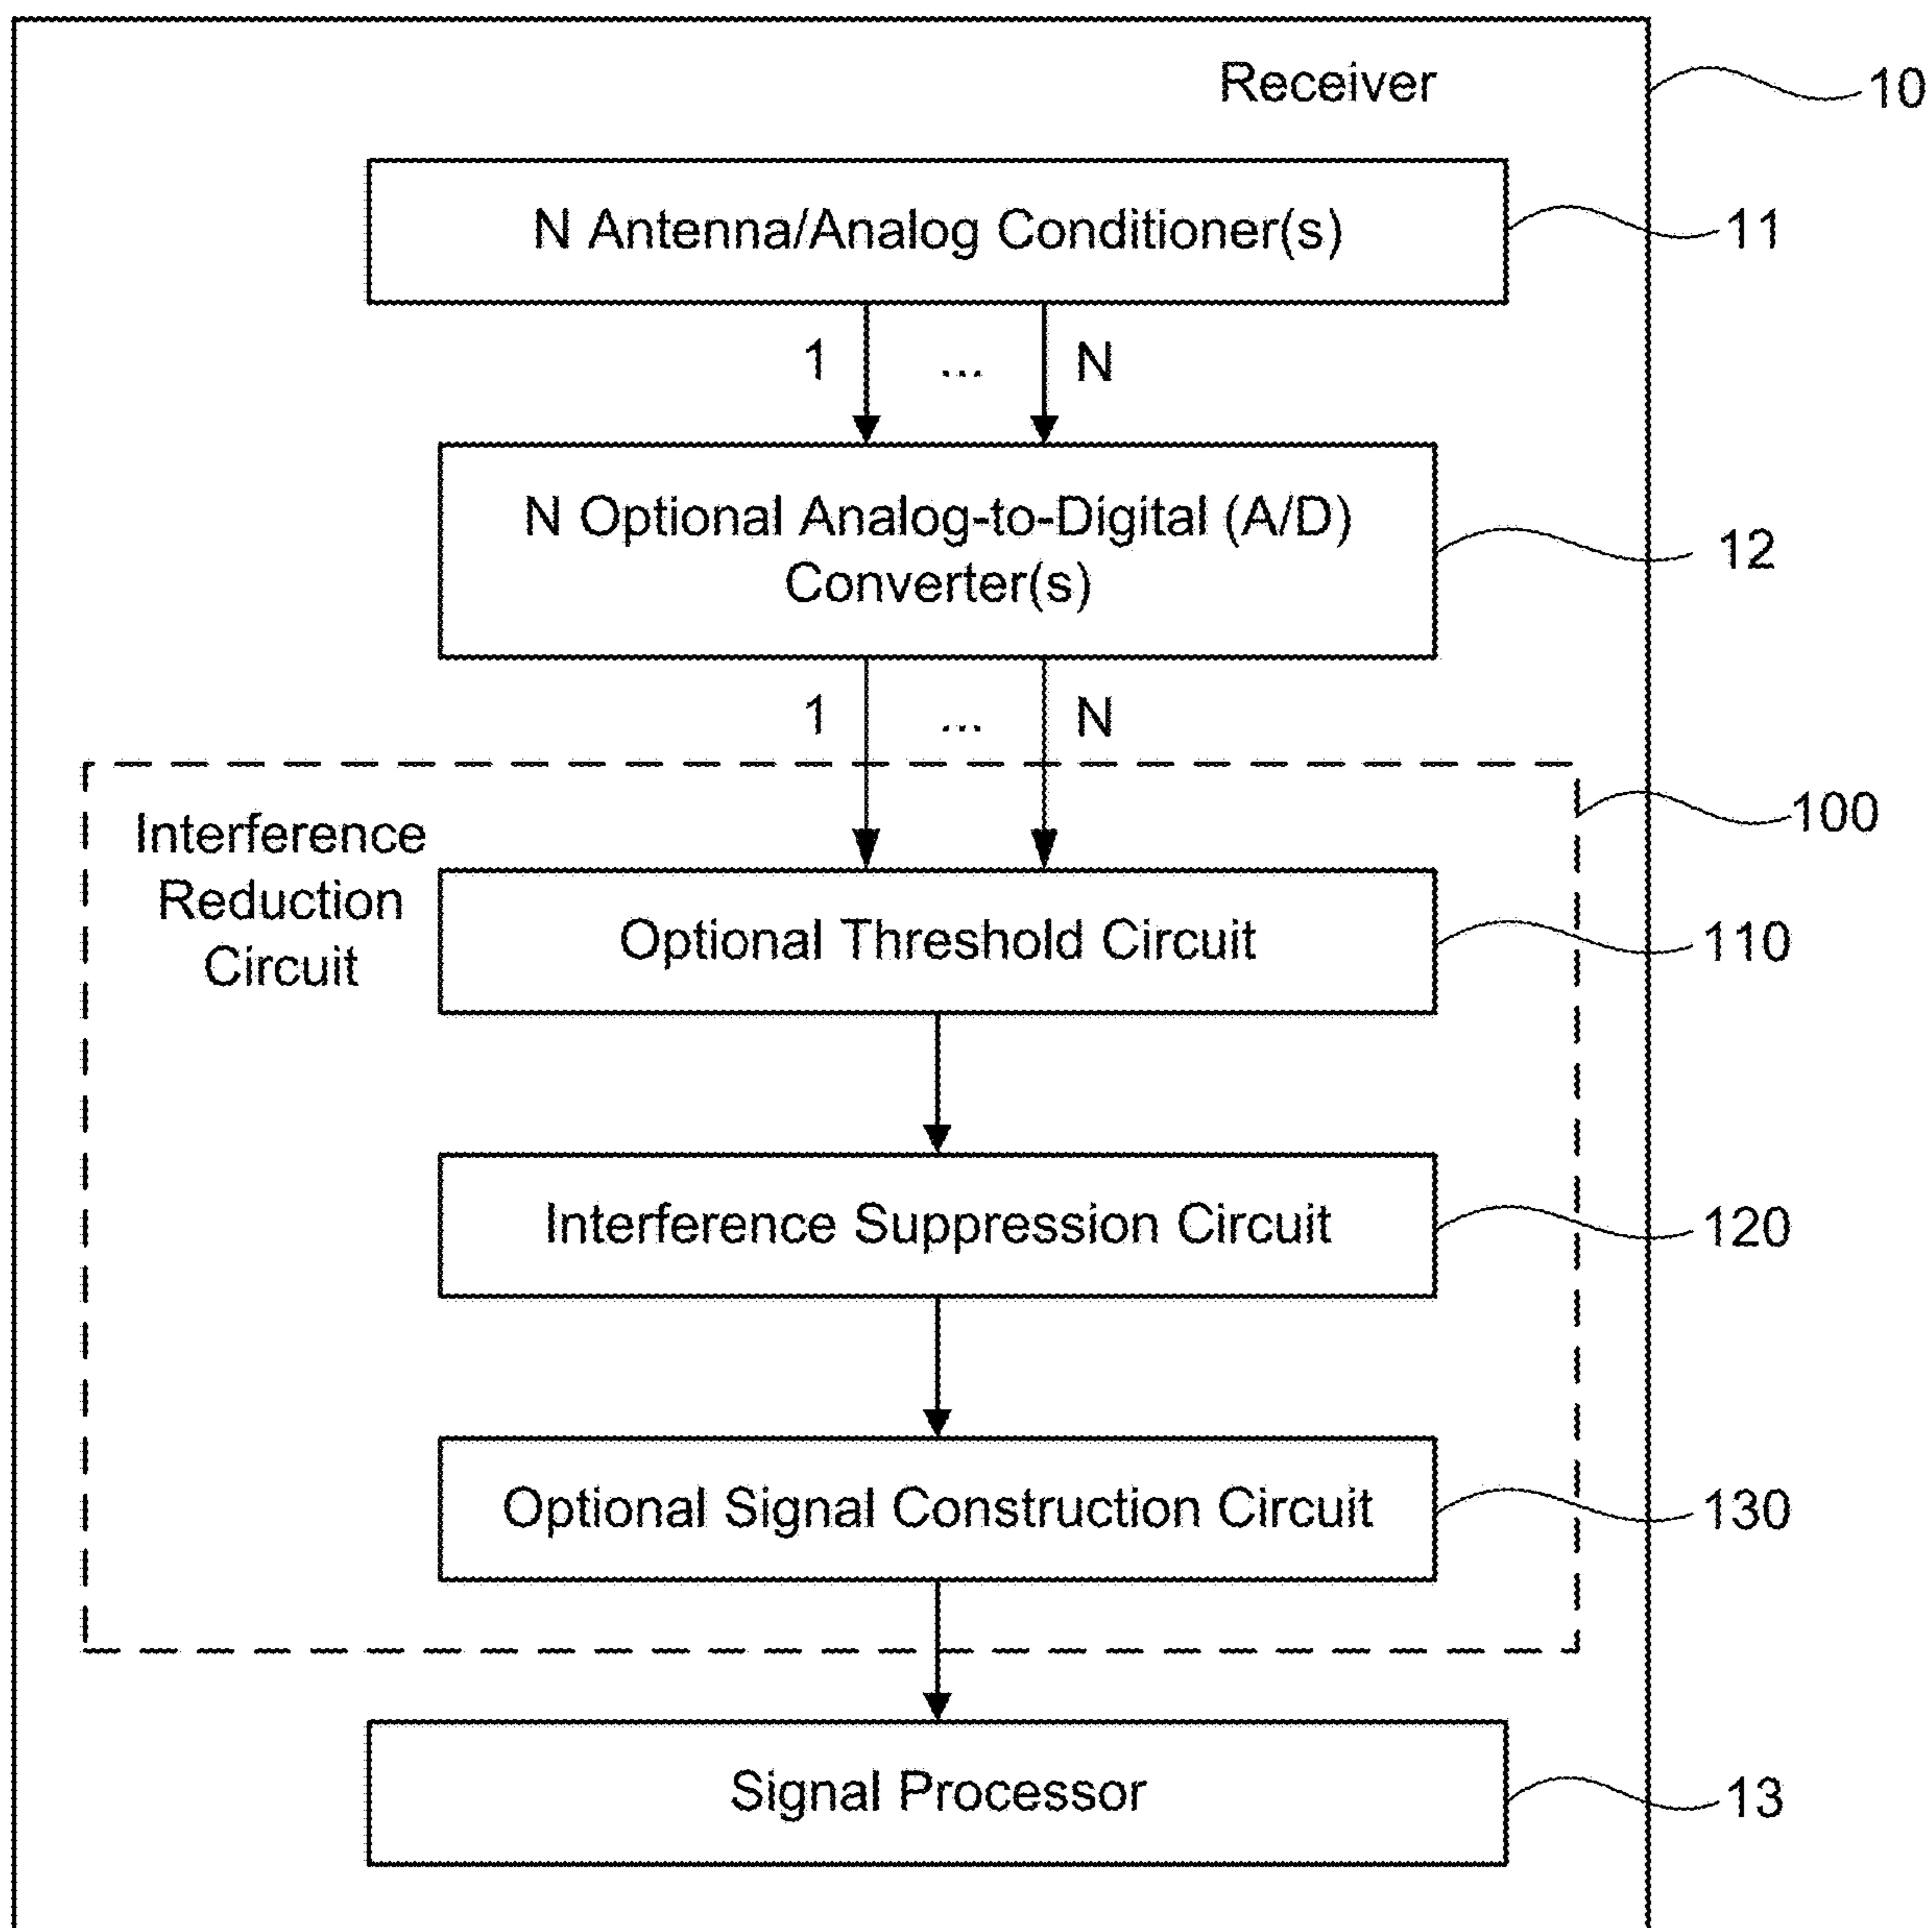 Receiver
10
N Antenna/Analog Conditioner(s)
11
1 ... N
N Optional Analog-to-Digital (A/D)
Converter(s)
12
1 ... N
100
Interference
Reduction
Circuit
Optional Threshold Circuit
110
Interference Suppression Circuit
120
Optional Signal Construction Circuit
130
Signal Processor
13